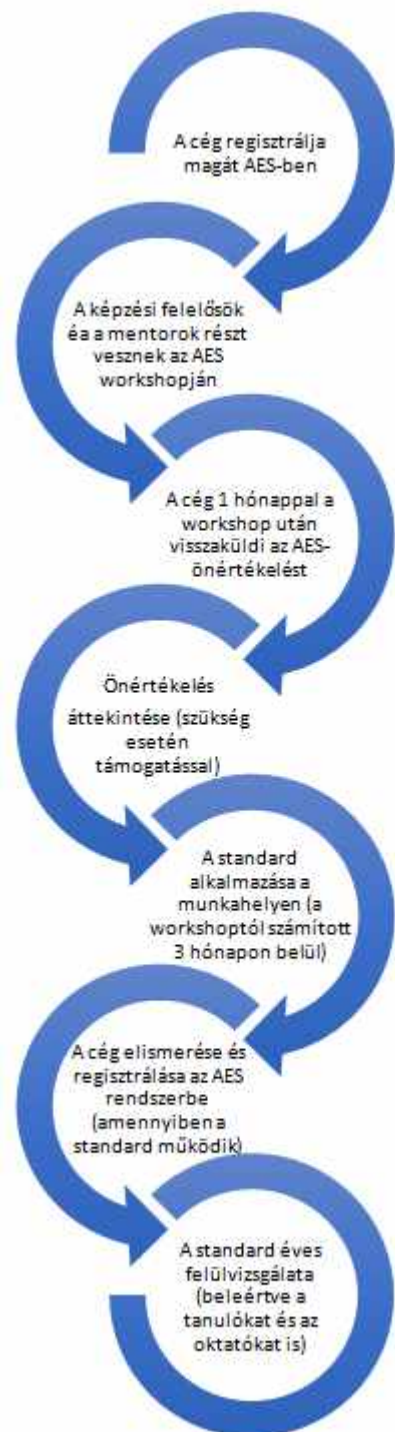 A cég regisztrálja
magát AES-ben
A képzési felelősök
éa a mentorok részt
vesznek az AES
workshopján
A cég 1 hónappal a
workshop után
visszaküldi az AES-
önértékelést
Önértékelés
áttekintése (szükség
esetén
támogatással)
A standard
alkalmazása a
munkahelyen (a
workshoptól számított
3 hónapon belül)
A cég elismerése és
regisztrálása az AES
rendszerbe
(amennyiben a
standard működik)
A standard éves
felülvizsgálata
(beleértve a
tanulókat és az
oktatókat is)